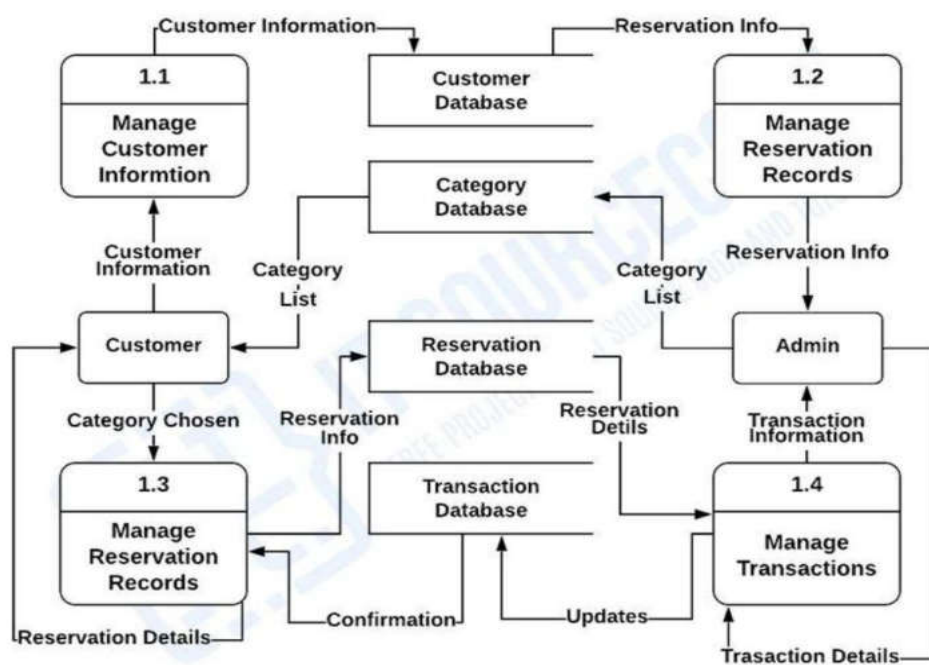 Customer Information
Reservation Info
1.1
Manage
Customer
Informtion
Customer
Database
1.2
Manage
Reservation
Records
Category
Database
Customer
Information
Category
List
Category
List
Reservation Info
Customer
Reservation
Database
Admin
Category Chosen
Reservation
Info
Reservation
Detils
Transaction
Information
1.3
Manage
Reservation
Records
Transaction
Database
1.4
Manage
Transactions
Reservation Details
Confirmation
Updates
Trasaction Details